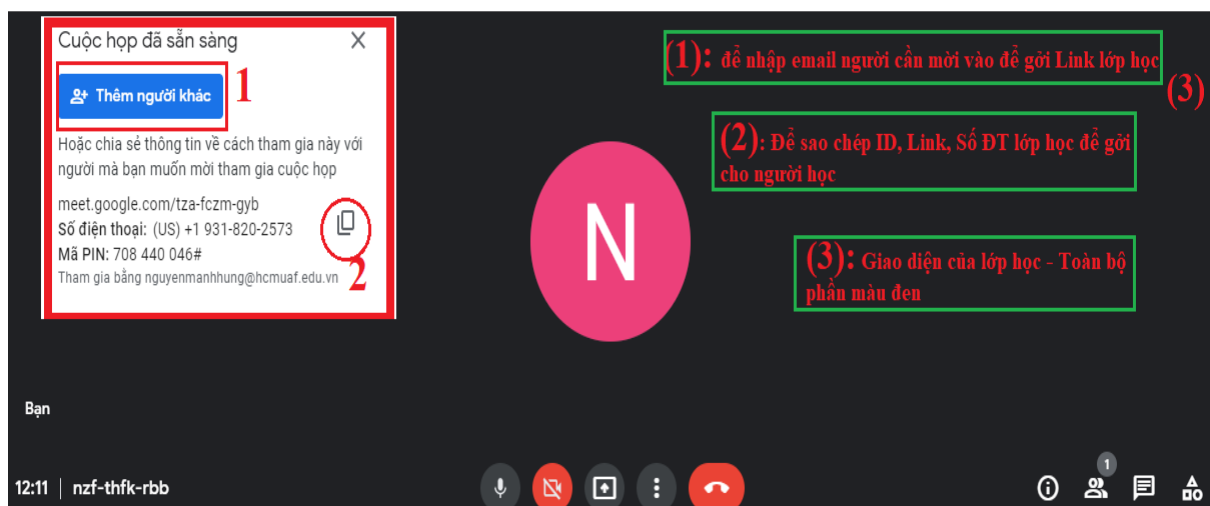 Cuộc họp đã sẵn sàng
Thêm người khác
1
Hoặc chia sẻ thông tin về cách tham gia này với
người mà bạn muốn mời tham gia cuộc họp
meet.google.com/tza-fczm-gyb
Số điện thoại: (US) +1 931-820-2573
Mã PIN: 708 440 046#
Tham gia bằng nguyenmanhhung@hcmuaf.edu.vn
2
N
(1): để nhập email người cần mời vào để gởi Link lớp học
(3)
(2): Để sao chép ID, Link, Số ĐT lớp học để gởi
cho người học
(3): Giao diện của lớp học - Toàn bộ
phần màu đen
Bạn
12:11 | nzf-thfk-rbb
1